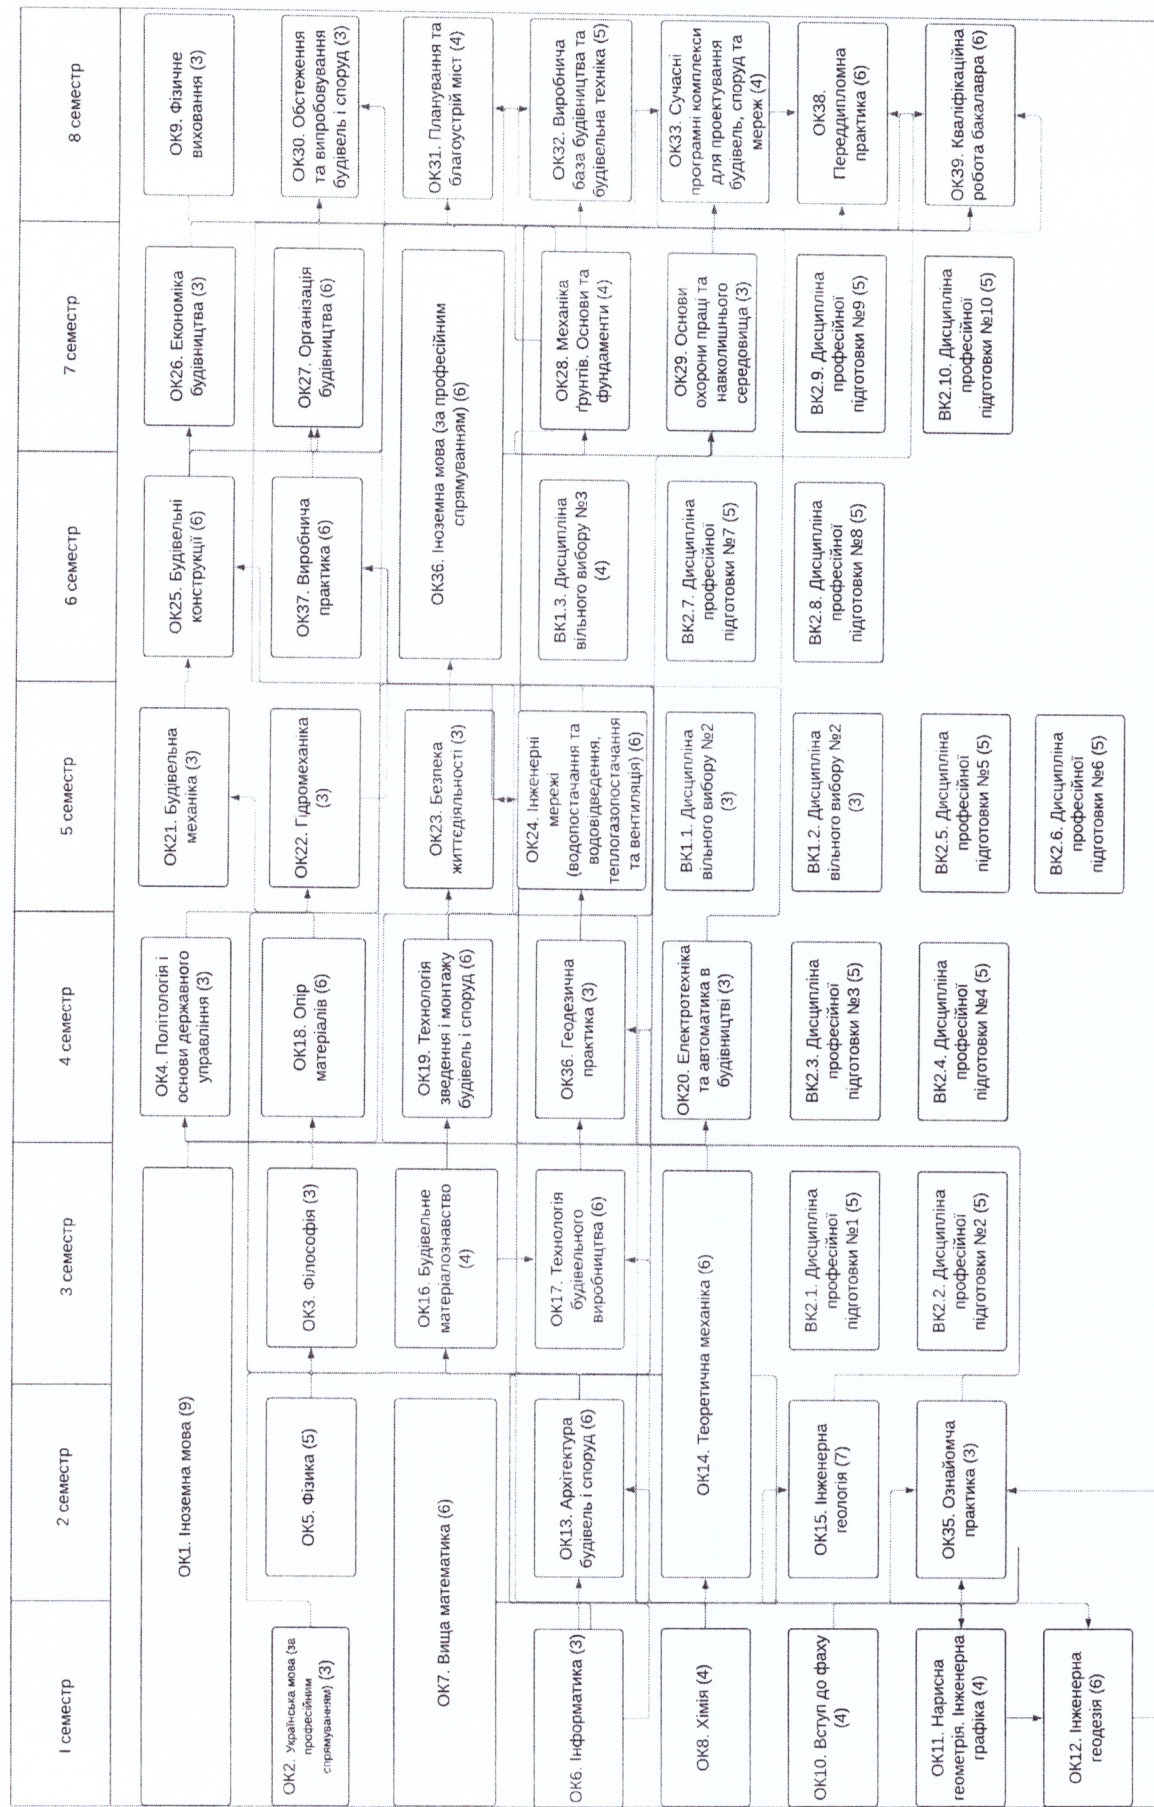 І семестр
2 семестр
3 семестр
4 семестр
5 семестр
6 семестр
7 семестр
8 семестр
ОК1. Іноземна мова (9)
ОК4. Політологія і
основи державного
управління (3)
ОК21. Будівельна
механіка (3)
ОК25. Будівельні
конструкції (6)
ОК26. Економіка
будівництва (3)
ОК9. Фізичне
виховання (3)
ОК2. Українська мова (за
професійним
спрямуванням) (3)
ОК5. Фізика (5)
ОК3. Філософія (3)
ОК18. Опір
матеріалів (6)
ОК22. Гідромеханіка
(3)
ОК37. Виробнича
практика (6)
ОК27. Організація
будівництва (6)
ОК30. Обстеження
та випробовування
будівель і споруд (3)
ОК7. Вища математика (6)
ОК16. Будівельне
матеріалознавство
(4)
ОК19. Технологія
зведення і монтажу
будівель і споруд (6)
ОК23. Безпека
життєдіяльності (3)
ОК36. Іноземна мова (за професійним
спрямуванням) (6)
ОК31. Планування та
благоустрій міст (4)
ОК6. Інформатика (3)
ОК13. Архітектура
будівель і споруд (6)
ОК17. Технологія
будівельного
виробництва (6)
ОК36. Геодезична
практика (3)
ОК24. Інженерні
мережі
(водопостачання та
водовідведення,
теплогазопостачання
та вентиляція) (6)
ВК1.3. Дисципліна
вільного вибору №3
(4)
ОК28. Механіка
ґрунтів. Основи та
фундаменти (4)
ОК32. Виробнича
база будівництва та
будівельна техніка (5)
ОК8. Хімія (4)
ОК14. Теоретична механіка (6)
ОК20. Електротехніка
та автоматика в
будівництві (3)
ВК1.1. Дисципліна
вільного вибору №2
(3)
ВК2.7. Дисципліна
професійної
підготовки №7 (5)
ОК29. Основи
охорони праці та
навколишнього
середовища (3)
ОК33. Сучасні
програмні комплекси
для проектування
будівель, споруд та
мереж (4)
ОК10. Вступ до фаху
(4)
ОК15. Інженерна
геологія (7)
ВК2.1. Дисципліна
професійної
підготовки №1 (5)
ВК2.3. Дисципліна
професійної
підготовки №3 (5)
ВК1.2. Дисципліна
вільного вибору №2
(3)
ВК2.8. Дисципліна
професійної
підготовки №8 (5)
ВК2.9. Дисципліна
професійної
підготовки №9 (5)
ОК38.
Переддипломна
практика (6)
ОК11. Нарисна
геометрія. Інженерна
графіка (4)
ОК35. Ознайомча
практика (3)
ВК2.2. Дисципліна
професійної
підготовки №2 (5)
ВК2.4. Дисципліна
професійної
підготовки №4 (5)
ВК2.5. Дисципліна
професійної
підготовки №5 (5)
ВК2.10. Дисципліна
професійної
підготовки №10 (5)
ОК39. Кваліфікаційна
робота бакалавра (6)
ОК12. Інженерна
геодезія (6)
ВК2.6. Дисципліна
професійної
підготовки №6 (5)